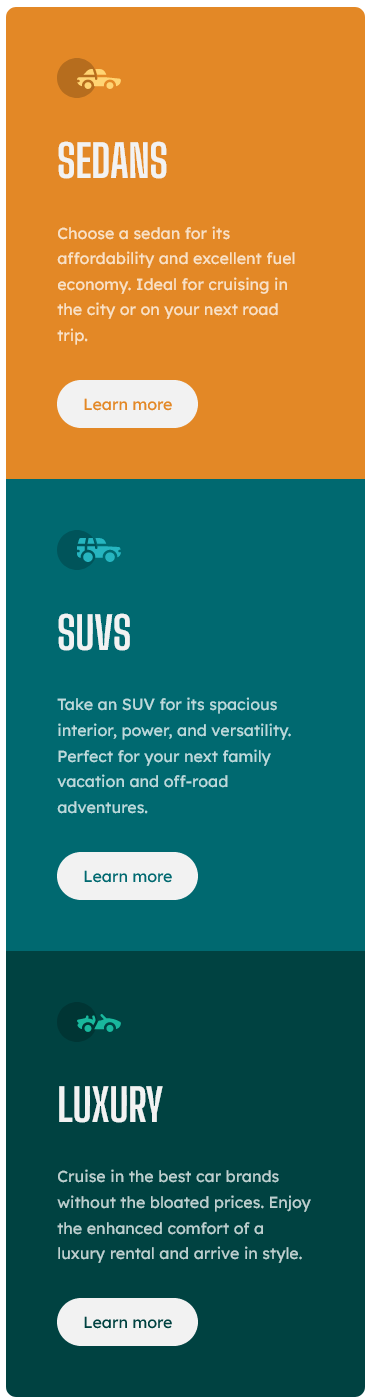 SEDANS
Choose a sedan for its
affordability and excellent fuel
economy. Ideal for cruising in
the city or on your next road
trip.
Learn more
SUVS
Take an SUV for its spacious
interior, power, and versatility.
Perfect for your next family
vacation and off-road
adventures.
Learn more
LUXURY
Cruise in the best car brands
without the bloated prices. Enjoy
the enhanced comfort of a
luxury rental and arrive in style.
Learn more